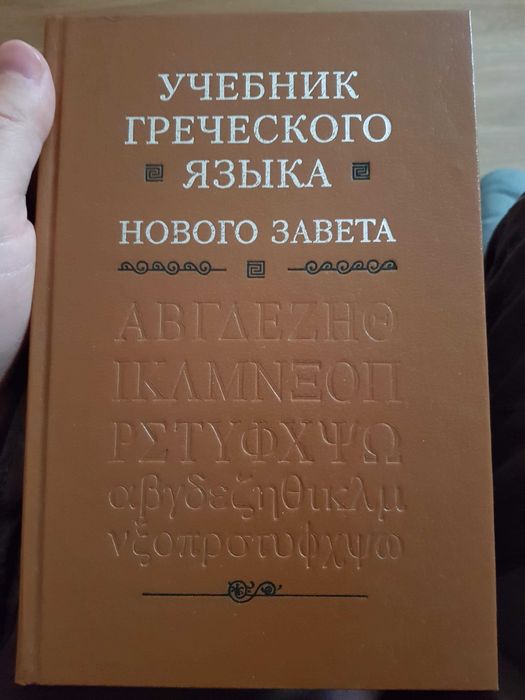 УЧЕБНИК
ГРЕЧЕСКОГО
ЯЗЫКА
НОВОГО ЗАВЕТА
ΑΒΓΔΕΖΗΘ
ΙΚΛΜΝΞΟΠ
ΡΣΤΥΦΧΨΩ
αβγδεζηθικλμ
νξοπρστυφχψω